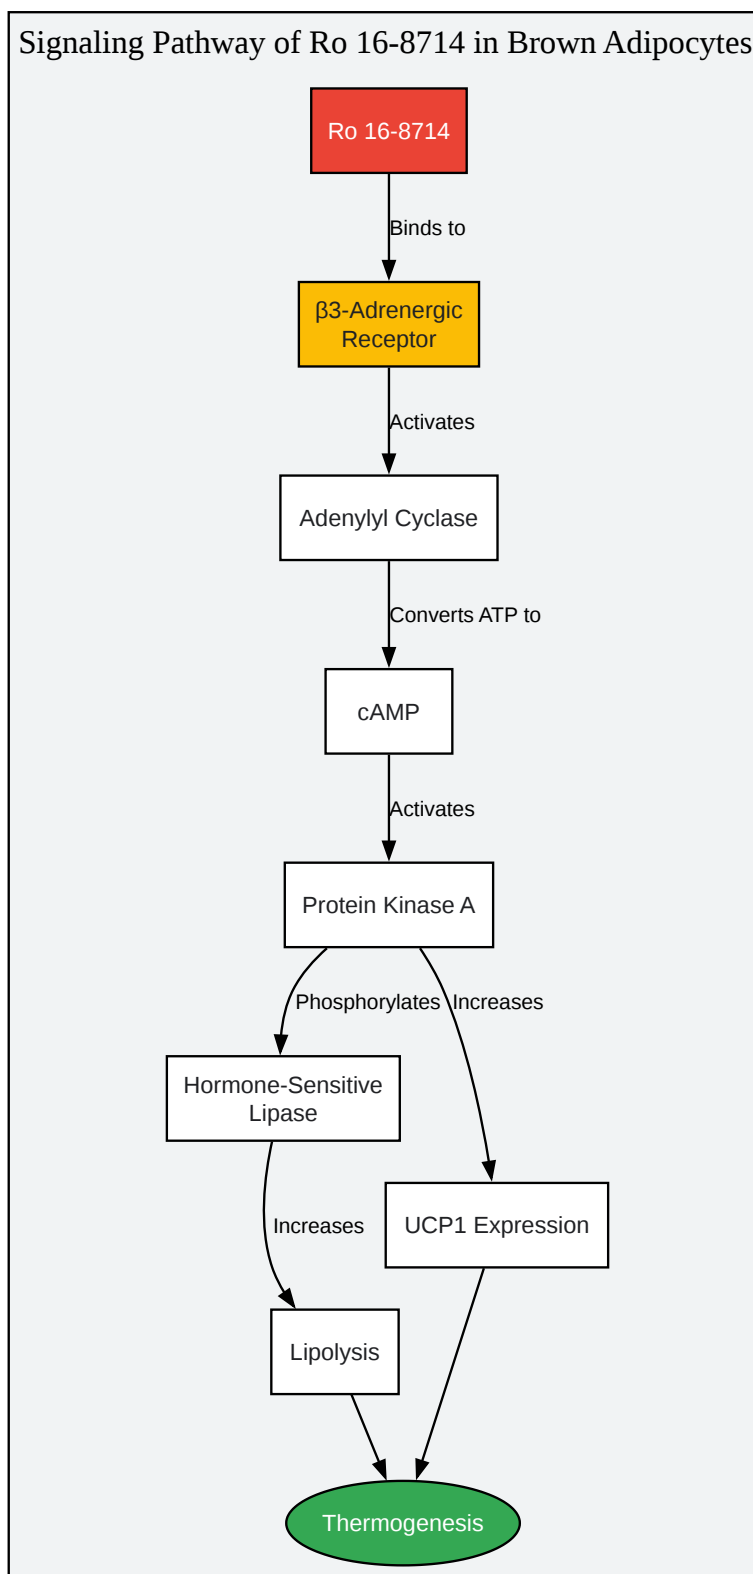 Signaling Pathway of Ro 16-8714 in Brown Adipocytes
Ro 16-8714
Binds to
β3-Adrenergic
Receptor
Activates
Adenylyl Cyclase
Converts ATP to
cAMP
Activates
Protein Kinase A
Phosphorylates
Increases
Hormone-Sensitive
Lipase
Increases
UCP1 Expression
Lipolysis
Thermogenesis